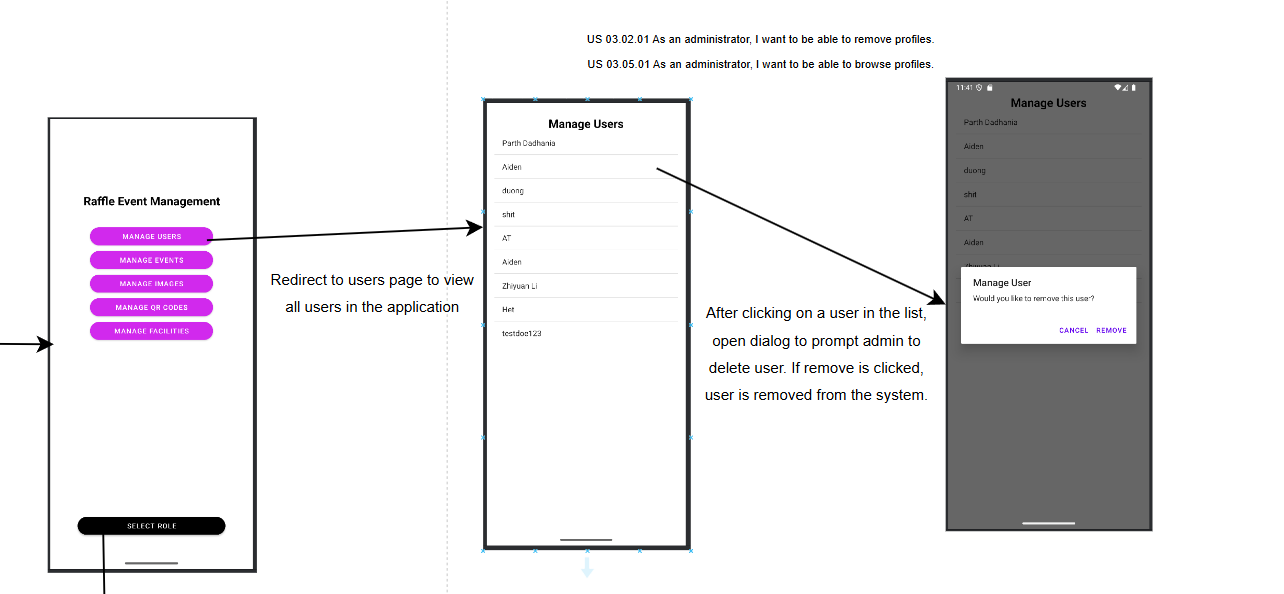 US 03.02.01 As an administrator, I want to be able to remove profiles.
US 03.05.01 As an administrator, I want to be able to browse profiles.
Raffle Event Management
MANAGE USERS
MANAGE EVENTS
MANAGE IMAGES
MANAGE QR CODES
MANAGE FACILITIES
SELECT ROLE
Redirect to users page to view
all users in the application
Manage Users
Parth Dadhania
Aiden
duong
shit
AT
Aiden
Zhiyuan Li
Het
testdoe123
After clicking on a user in the list,
open dialog to prompt admin to
delete user. If remove is clicked,
user is removed from the system.
11:41
Manage Users
Parth Dadhania
Aiden
duong
shit
AT
Aiden
Zhiyuan Li
Manage User
Would you like to remove this user?
CANCEL REMOVE